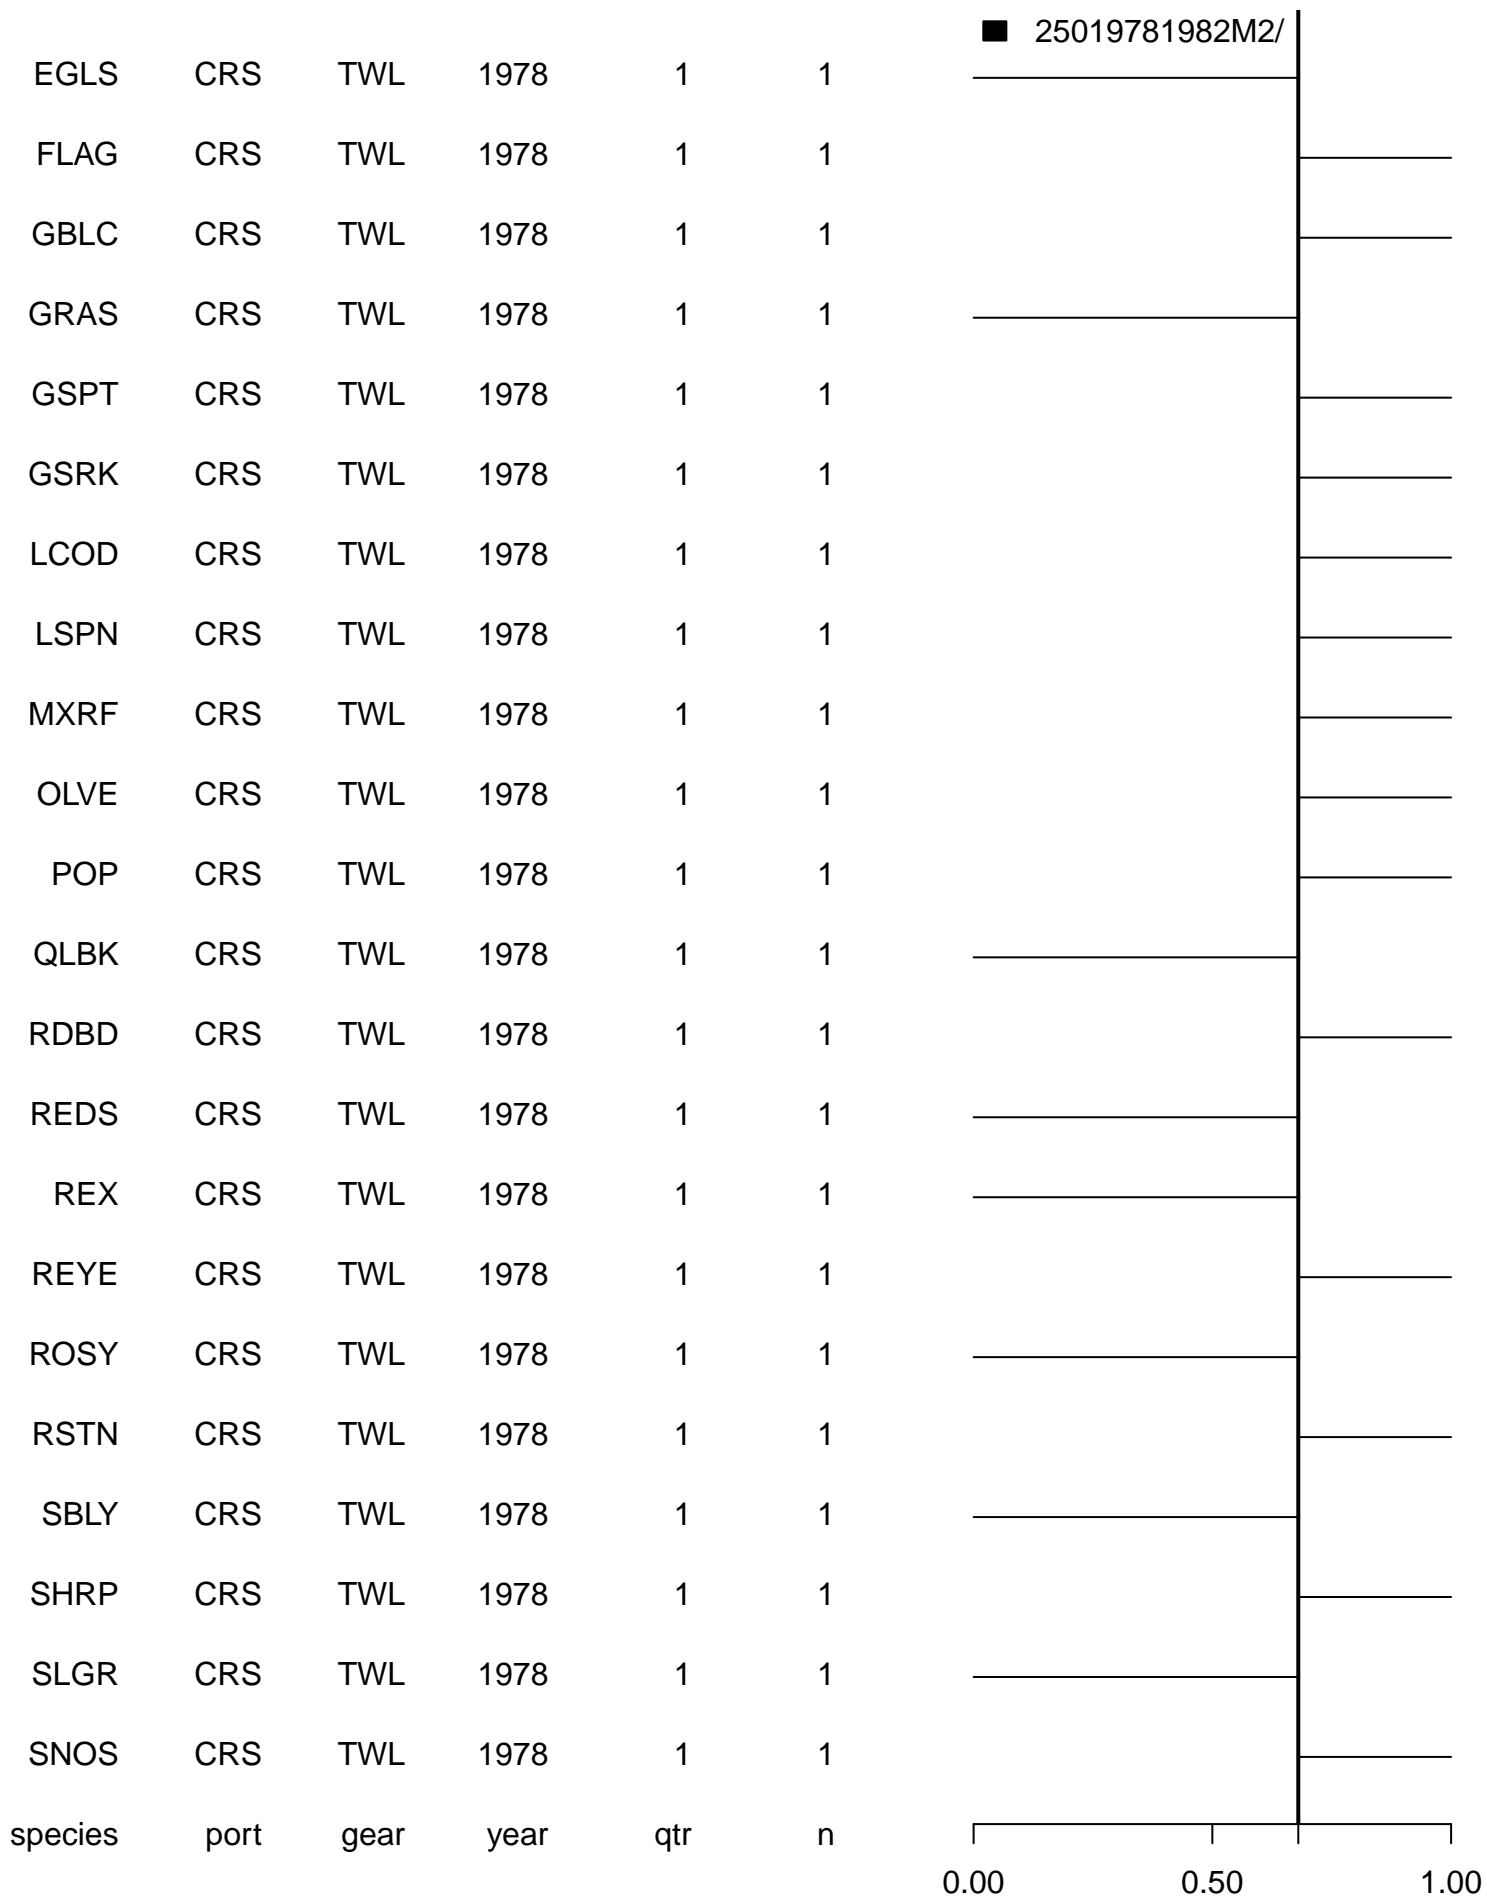 25019781982M2/
EGLS CRS TWL 1978 1 1
FLAG CRS TWL 1978 1 1
GBLC CRS TWL 1978 1 1
GRAS CRS TWL 1978 1 1
GSPT CRS TWL 1978 1 1
GSRK CRS TWL 1978 1 1
LCOD CRS TWL 1978 1 1
LSPN CRS TWL 1978 1 1
MXRF CRS TWL 1978 1 1
OLVE CRS TWL 1978 1 1
POP CRS TWL 1978 1 1
QLBK CRS TWL 1978 1 1
RDBD CRS TWL 1978 1 1
REDS CRS TWL 1978 1 1
REX CRS TWL 1978 1 1
REYE CRS TWL 1978 1 1
ROSY CRS TWL 1978 1 1
RSTN CRS TWL 1978 1 1
SBLY CRS TWL 1978 1 1
SHRP CRS TWL 1978 1 1
SLGR CRS TWL 1978 1 1
SNOS CRS TWL 1978 1 1
species port gear year qtr n
0.00 0.50 1.00